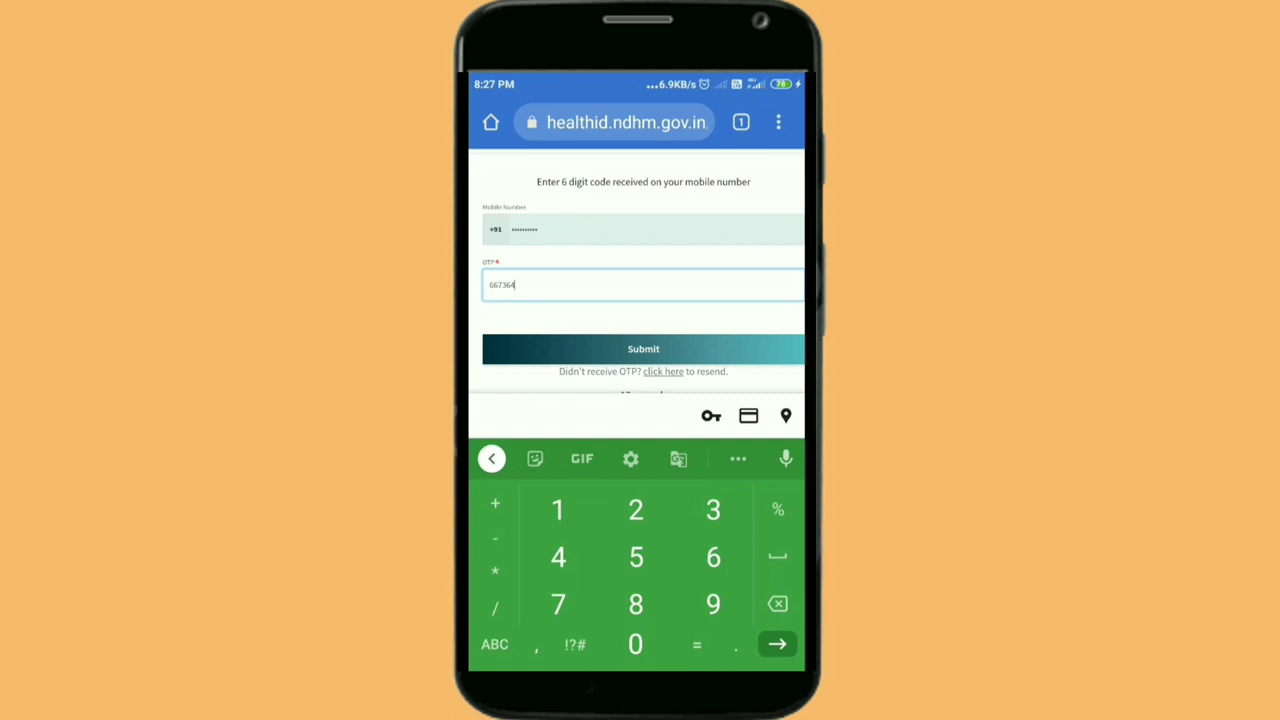 8:27 PM
...6.9KB/s
78
healthid.ndhm.gov.in
1
Enter 6 digit code received on your mobile number
Mobile Number
+91 ••••••••••
OTP*
667364
Submit
Didn't receive OTP? click here to resend.
GIF
+ 1 2 3 %
- 4 5 6
*
/ 7 8 9
ABC , !?# 0 = .